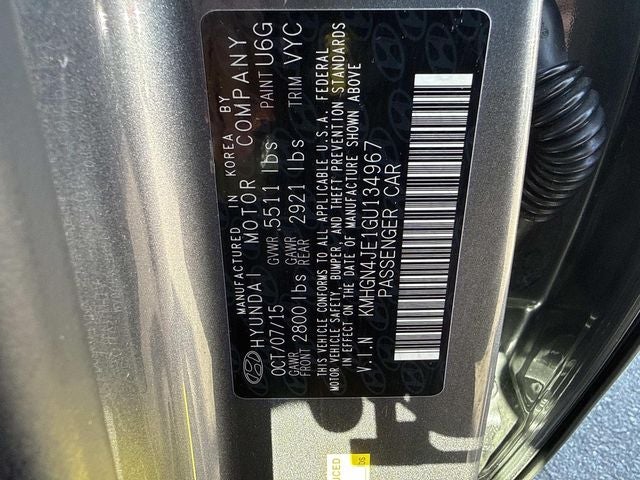 MANUFACTURED IN KOREA BY
HYUNDAI MOTOR COMPANY
OCT/07/15 GVWR 5511 lbs PAINT U6G
GAWR FRONT 2800 lbs GAWR REAR 2921 lbs TRIM VYC
THIS VEHICLE CONFORMS TO ALL APPLICABLE U.S.A. FEDERAL
MOTOR VEHICLE SAFETY, BUMPER, AND THEFT PREVENTION STANDARDS
IN EFFECT ON THE DATE OF MANUFACTURE SHOWN ABOVE
V.I.N KMHGN4JE1GU134967
PASSENGER CAR
UCED